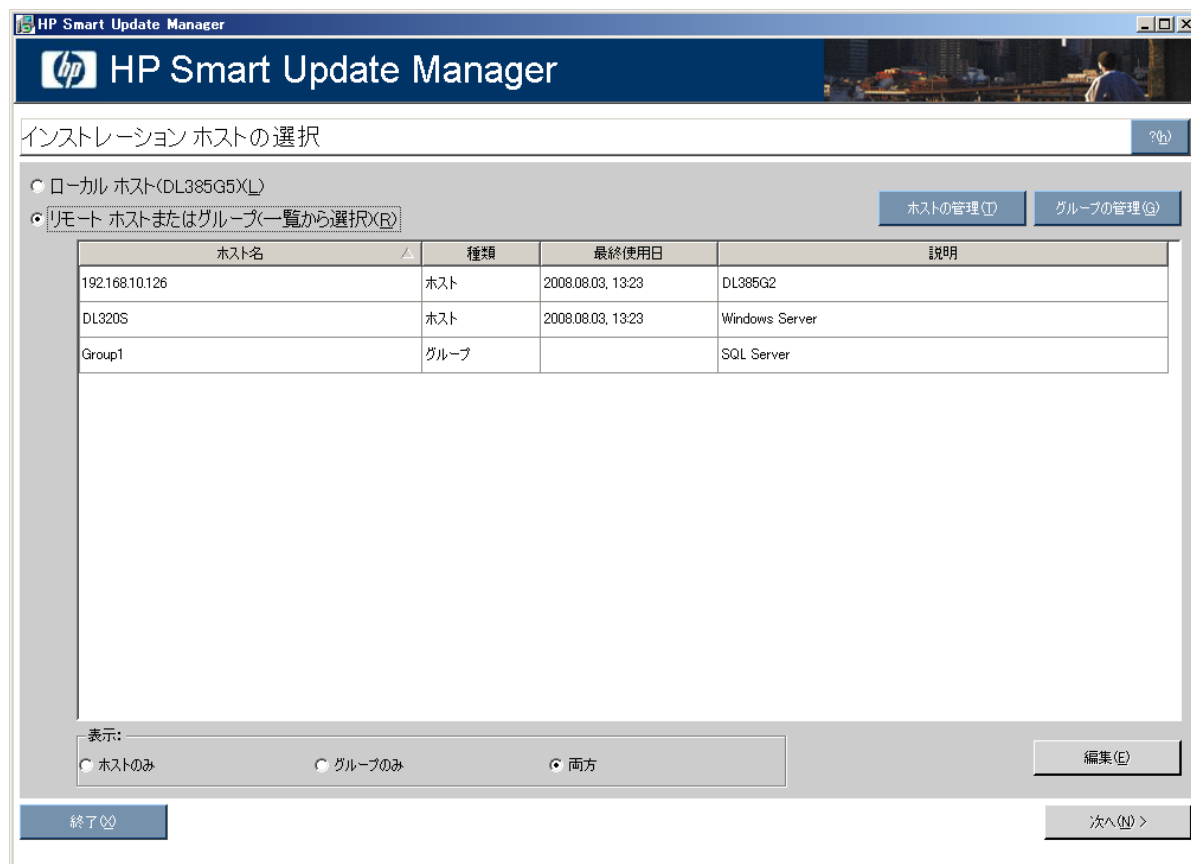 HP Smart Update Manager
hp HP Smart Update Manager
インストレーション ホストの選択 ?(h)
ローカル ホスト(DL385G5)(L)
リモート ホストまたはグループ(一覧から選択)(R) ホストの管理(T) グループの管理(G)
ホスト名 種類 最終使用日 説明
192.168.10.126 ホスト 2008.08.03, 13:23 DL385G2
DL320S ホスト 2008.08.03, 13:23 Windows Server
Group1 グループ SQL Server
表示:
ホストのみ グループのみ 両方 編集(E)
終了(X) 次へ(N) >